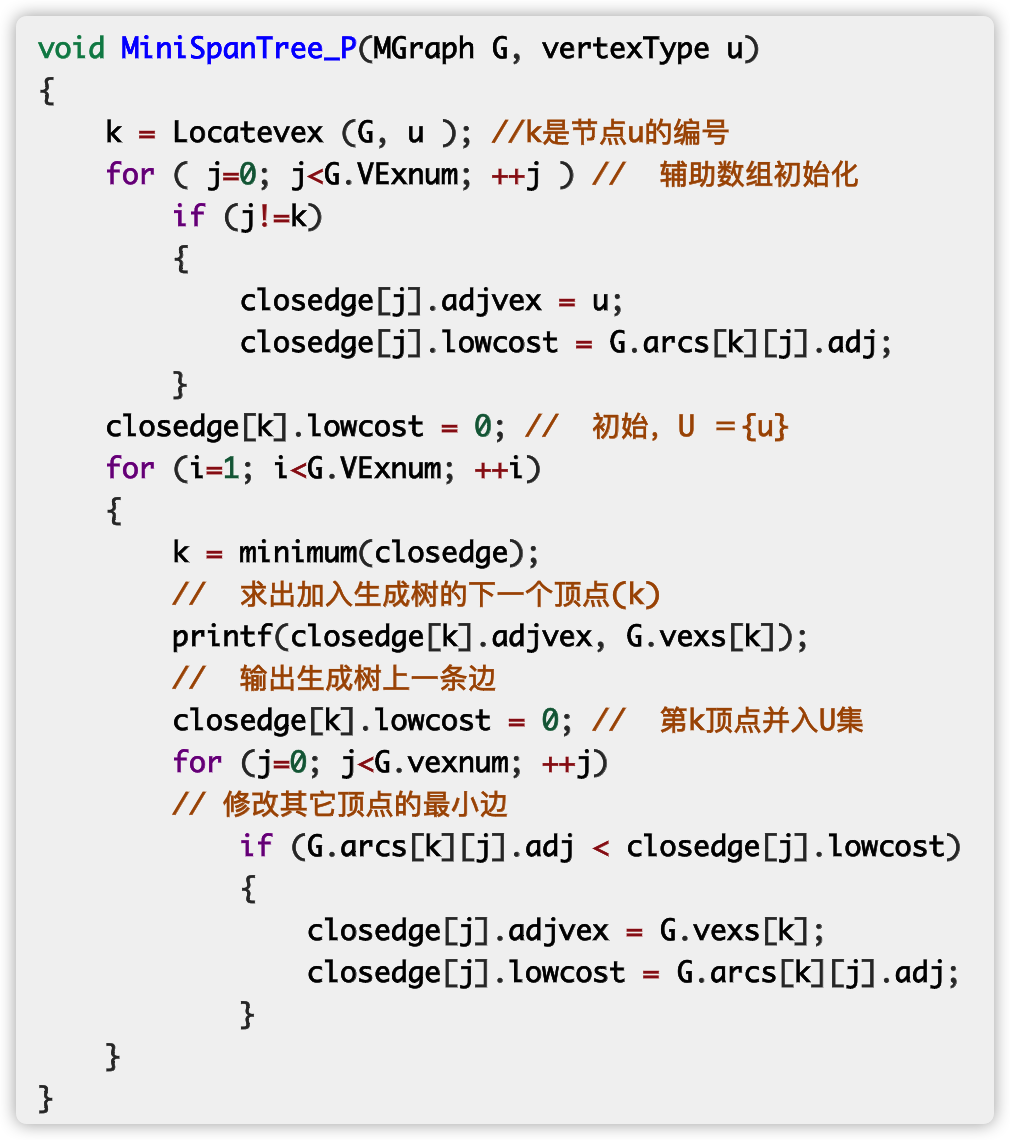 void MiniSpanTree_P(MGraph G, vertexType u)
{
    k = Locatevex (G, u ); //k是节点u的编号
    for ( j=0; j<G.VExnum; ++j ) //  辅助数组初始化
        if (j!=k)
        {
            closedge[j].adjvex = u;
            closedge[j].lowcost = G.arcs[k][j].adj;
        }
    closedge[k].lowcost = 0; //  初始，U ＝{u}
    for (i=1; i<G.VExnum; ++i)
    {
        k = minimum(closedge);
        //  求出加入生成树的下一个顶点(k)
        printf(closedge[k].adjvex, G.vexs[k]);
        //  输出生成树上一条边
        closedge[k].lowcost = 0; //  第k顶点并入U集
        for (j=0; j<G.vexnum; ++j)
        // 修改其它顶点的最小边
            if (G.arcs[k][j].adj < closedge[j].lowcost)
            {
                closedge[j].adjvex = G.vexs[k];
                closedge[j].lowcost = G.arcs[k][j].adj;
            }
    }
}